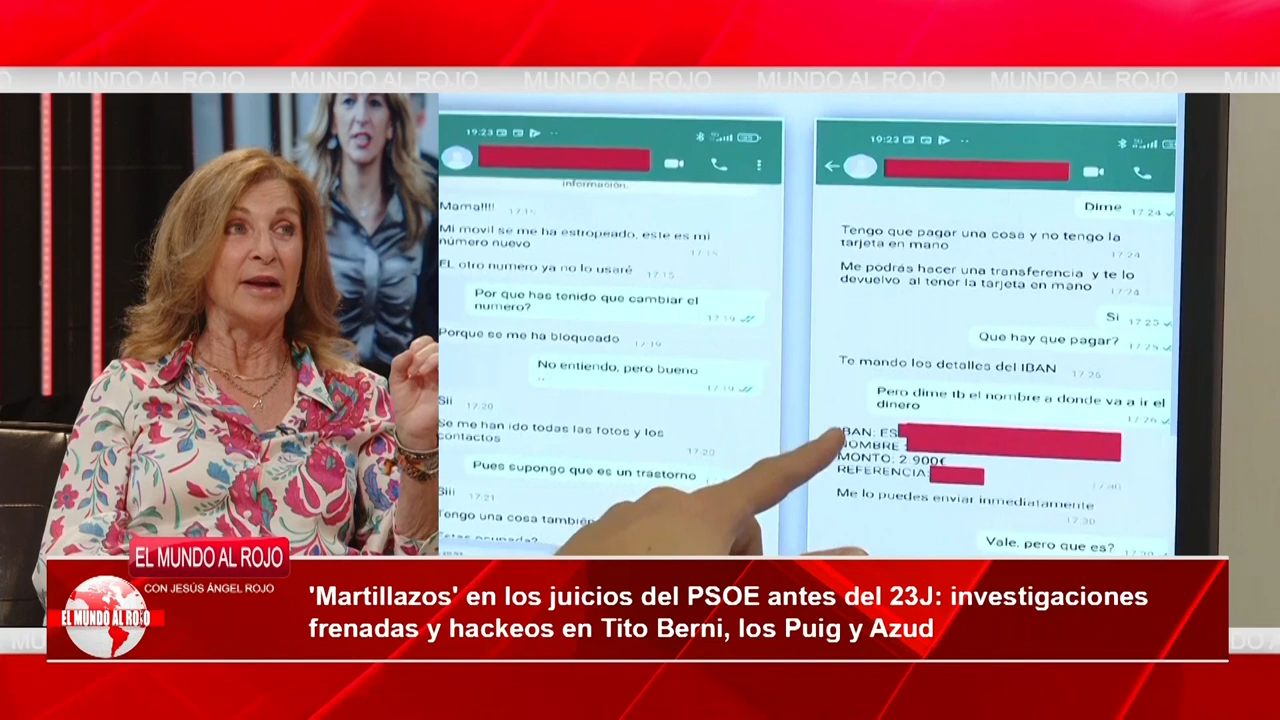 MUNDO AL ROJO MUNDO AL ROJO MUNDO AL ROJO MUNDO AL ROJO MUNDO AL ROJO MUN
19:23
información.
Mama!!!!
17:15
Mi movil se me ha estropeado, este es mi
número nuevo
17:15
EL otro numero ya no lo usaré 17:15
Por que has tenido que cambiar el
numero?
17:19
Porque se me ha bloqueado 17:19
No entiendo, pero bueno
..
17:19
Sii
17:20
Se me han ido todas las fotos y los
contactos
17:20
Pues supongo que es un trastorno
Siii
17:21
Tengo una cosa también
Estas ocupada?
19:23
Dime 17:24
Tengo que pagar una cosa y no tengo la
tarjeta en mano
17:24
Me podrás hacer una transferencia y te lo
devuelvo al tener la tarjeta en mano 17:24
Si 17:25
Que hay que pagar? 17:25
Te mando los detalles del IBAN 17:26
Pero dime tb el nombre a donde va a ir el
dinero
17:26
IBAN: ES
NOMBRE :
MONTO: 2.900€
REFERENCIA:
Me lo puedes enviar inmediatamente
17:30
Vale, pero que es?
EL MUNDO AL ROJO
CON JESÚS ÁNGEL ROJO
EL MUNDO AL ROJO
'Martillazos' en los juicios del PSOE antes del 23J: investigaciones
frenadas y hackeos en Tito Berni, los Puig y Azud